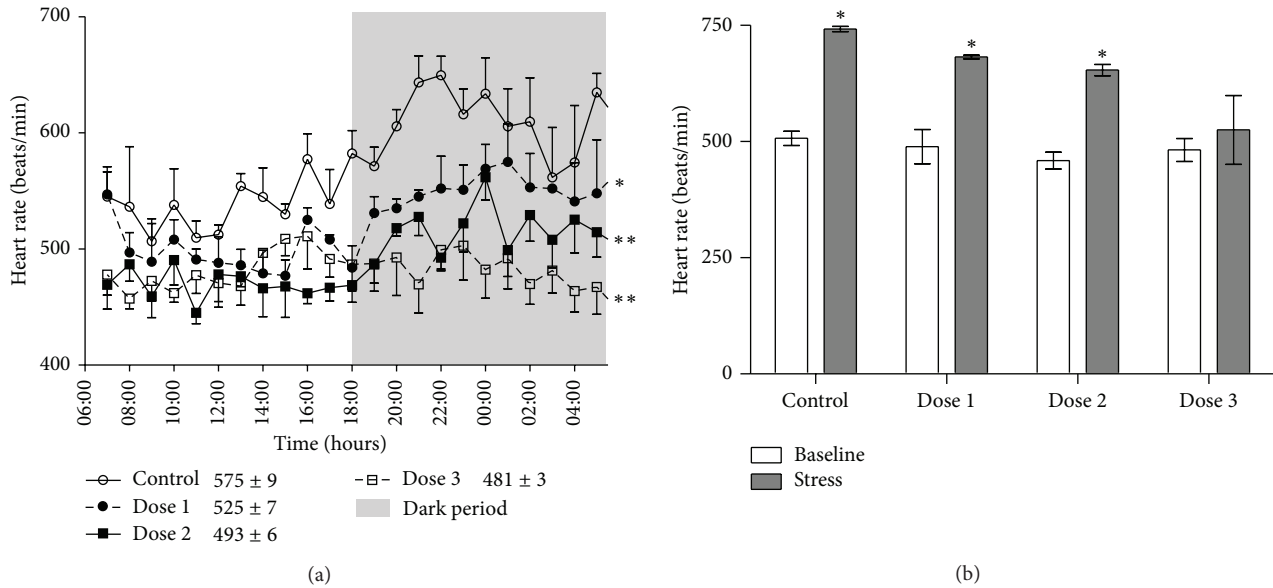 700
600
500
400
Heart rate (beats/min)
*
**
**
06:00
08:00
10:00
12:00
14:00
16:00
18:00
20:00
22:00
00:00
02:00
04:00
Time (hours)
Control 575 ± 9
Dose 1 525 ± 7
Dose 2 493 ± 6
Dose 3 481 ± 3
Dark period
(a)
750
500
250
0
Heart rate (beats/min)
*
*
*
Control
Dose 1
Dose 2
Dose 3
Baseline
Stress
(b)